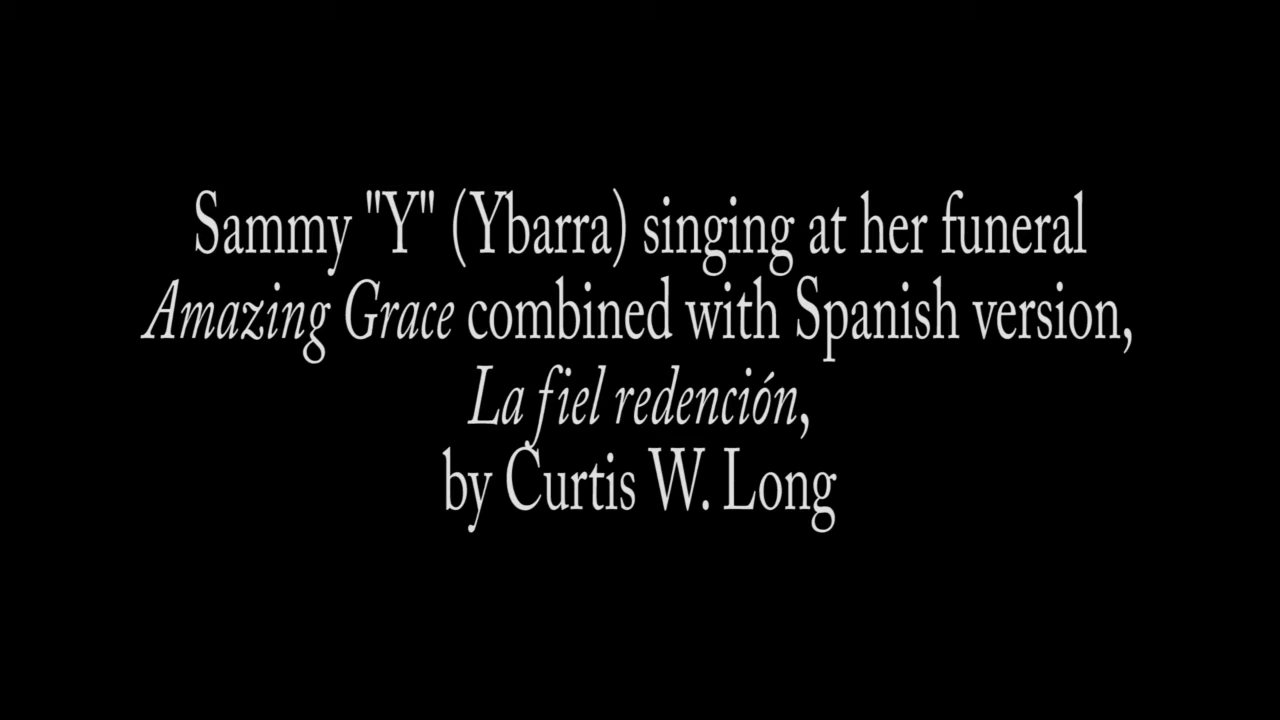 Sammy "Y" (Ybarra) singing at her funeral
Amazing Grace combined with Spanish version,
La fiel redención,
by Curtis W. Long